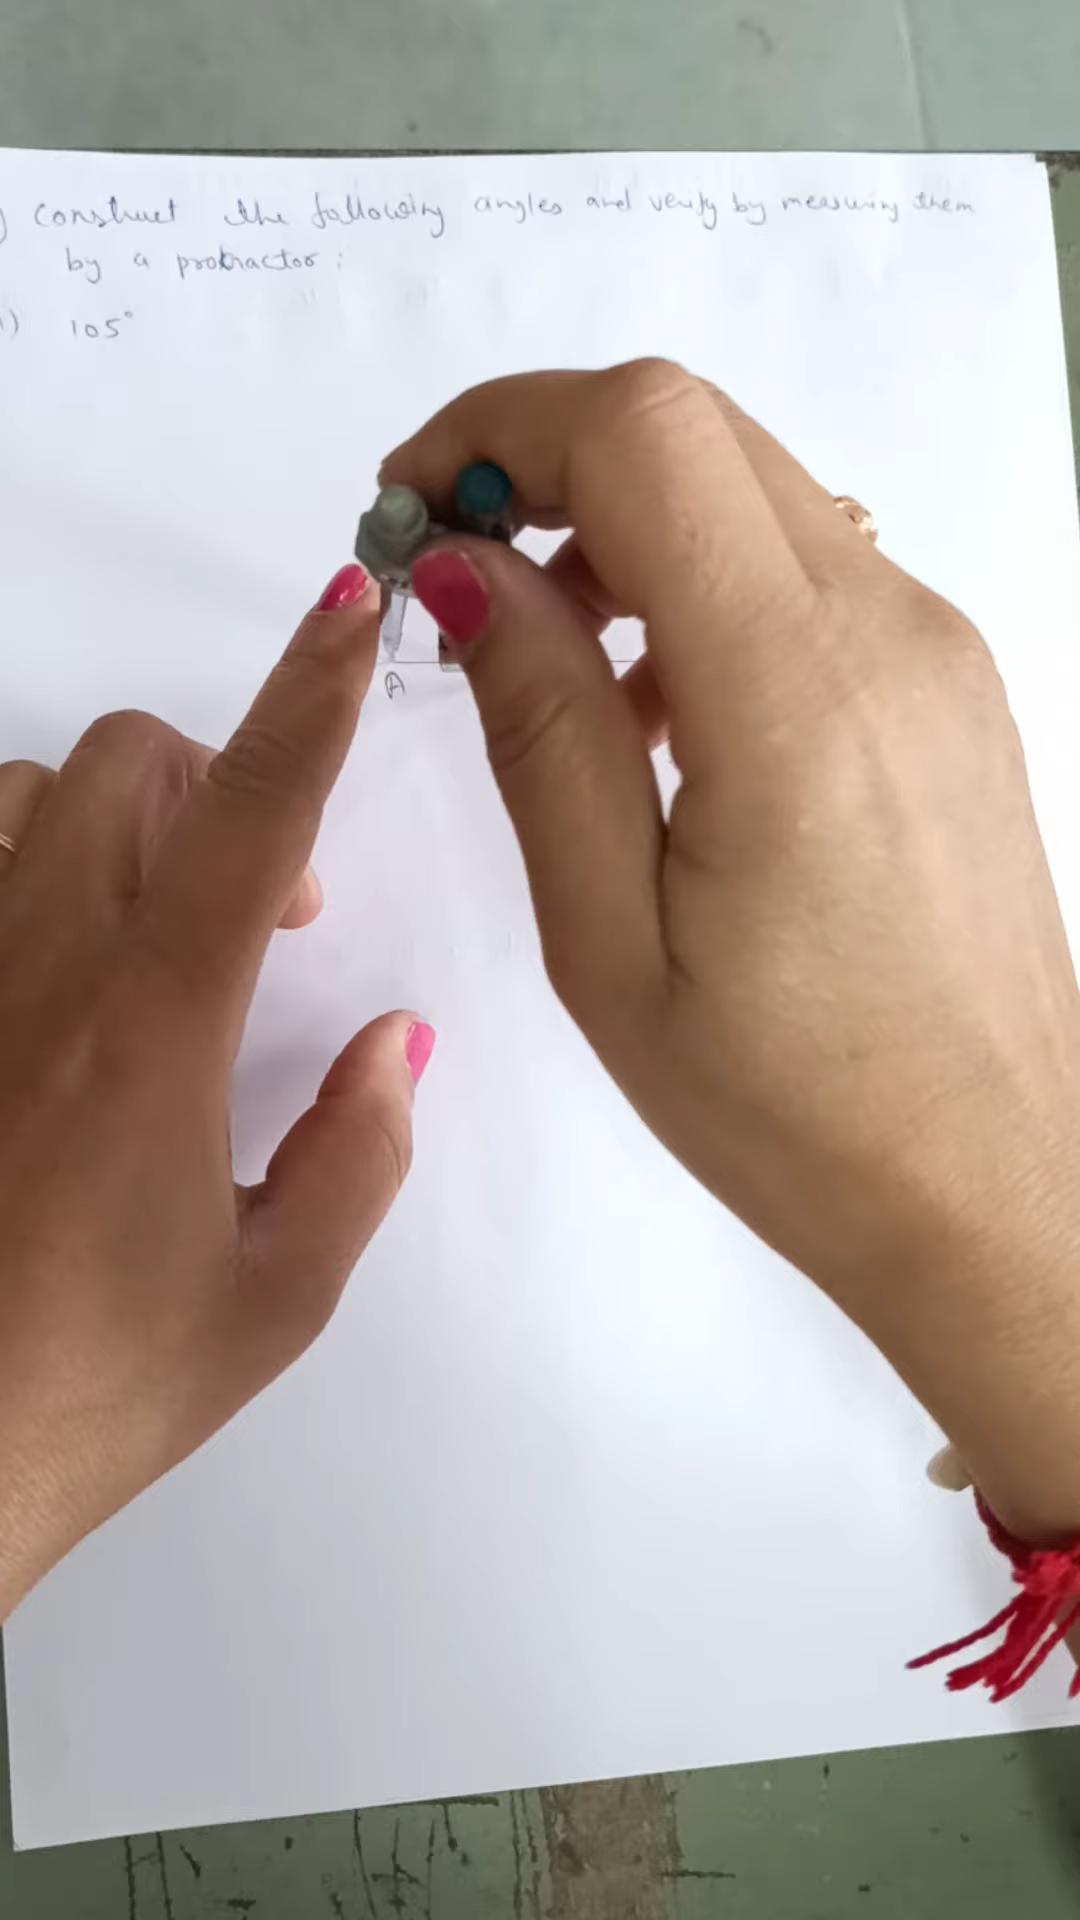 construct the following angles and verify by measuring them
by a protractor:
105°
A